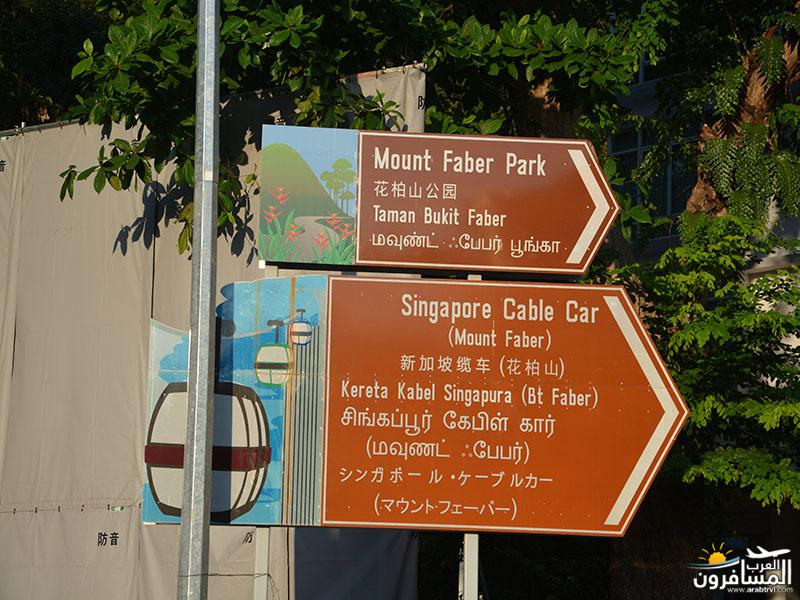 防
音
Mount Faber Park
花柏山公园
Taman Bukit Faber
மவுண்ட் ஃபேபர் பூங்கா
Singapore Cable Car
(Mount Faber)
新加坡缆车 (花柏山)
Kereta Kabel Singapura (Bt Faber)
சிங்கப்பூர் கேபிள் கார்
(மவுண்ட் ஃபேபர்)
シンガポール・ケーブルカー
(マウント・フェーバー)
防音
防
العرب
المسافرون
www.arabtrvl.com